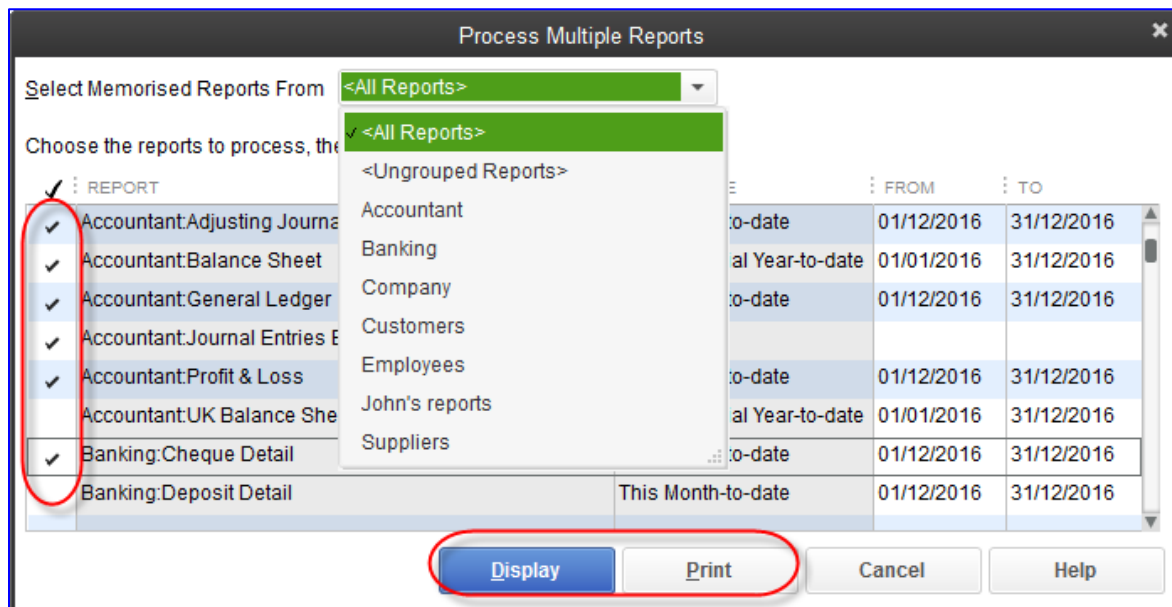 Process Multiple Reports
Select Memorised Reports From <All Reports>
<All Reports>
Choose the reports to process, the
<Ungrouped Reports>
REPORT E FROM TO
Accountant
Accountant:Adjusting Journa to-date 01/12/2016 31/12/2016
Banking
Accountant:Balance Sheet al Year-to-date 01/01/2016 31/12/2016
Company
Accountant:General Ledger to-date 01/12/2016 31/12/2016
Customers
Accountant:Journal Entries E
Employees
Accountant:Profit & Loss to-date 01/12/2016 31/12/2016
John's reports
Accountant:UK Balance She al Year-to-date 01/01/2016 31/12/2016
Suppliers
Banking:Cheque Detail to-date 01/12/2016 31/12/2016
Banking:Deposit Detail This Month-to-date 01/12/2016 31/12/2016
Display Print Cancel Help